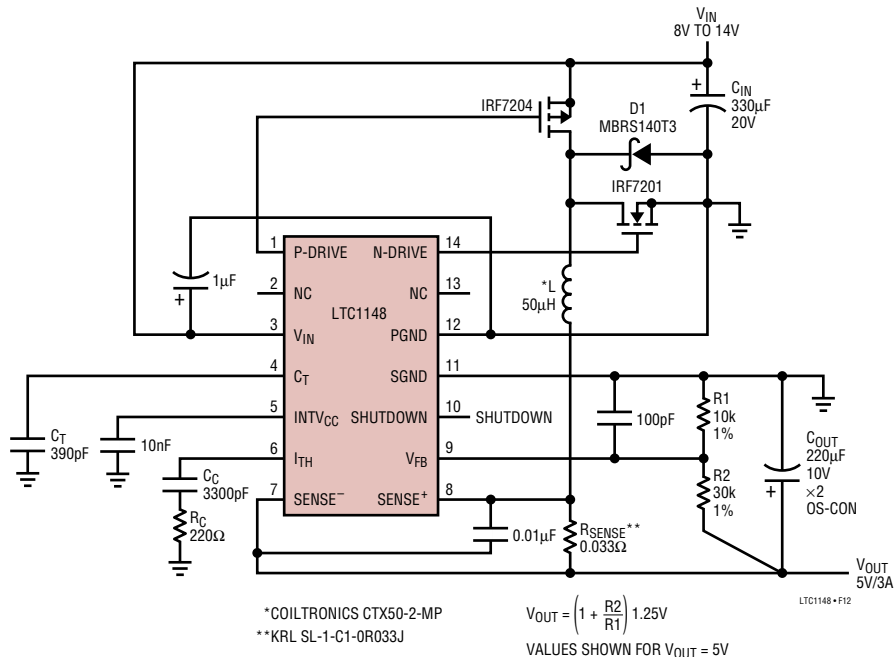 VIN
8V TO 14V
CIN
330µF
20V
IRF7204
D1
MBRS140T3
IRF7201
1µF
1
P-DRIVE
N-DRIVE
14
2
NC
NC
13
LTC1148
3
VIN
PGND
12
4
CT
SGND
11
5
INTVCC
SHUTDOWN
10
SHUTDOWN
6
ITH
VFB
9
7
SENSE–
SENSE+
8
*L
50µH
CT
390pF
10nF
CC
3300pF
RC
220Ω
0.01µF
100pF
R1
10k
1%
R2
30k
1%
COUT
220µF
10V
×2
OS-CON
RSENSE**
0.033Ω
VOUT
5V/3A
LTC1148 • F12
*COILTRONICS CTX50-2-MP
**KRL SL-1-C1-0R033J
VOUT = (1 + R2/R1) 1.25V
VALUES SHOWN FOR VOUT = 5V